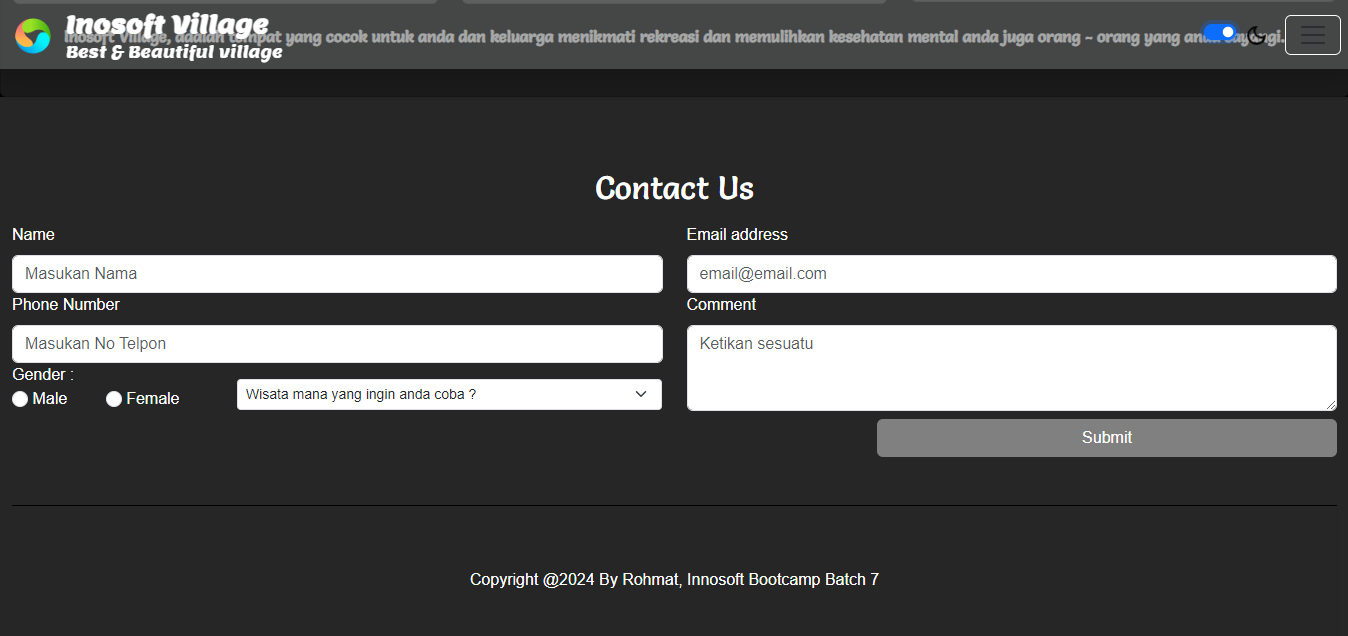 Inosoft Village
Best & Beautiful village
Inosoft Village, adalah tempat yang cocok untuk anda dan keluarga menikmati rekreasi dan memulihkan kesehatan mental anda juga orang ~ orang yang anda sayangi.
Contact Us
Name
Email address
Masukan Nama
email@email.com
Phone Number
Comment
Masukan No Telpon
Ketikan sesuatu
Gender :
Male
Female
Wisata mana yang ingin anda coba ?
Submit
Copyright @2024 By Rohmat, Innosoft Bootcamp Batch 7